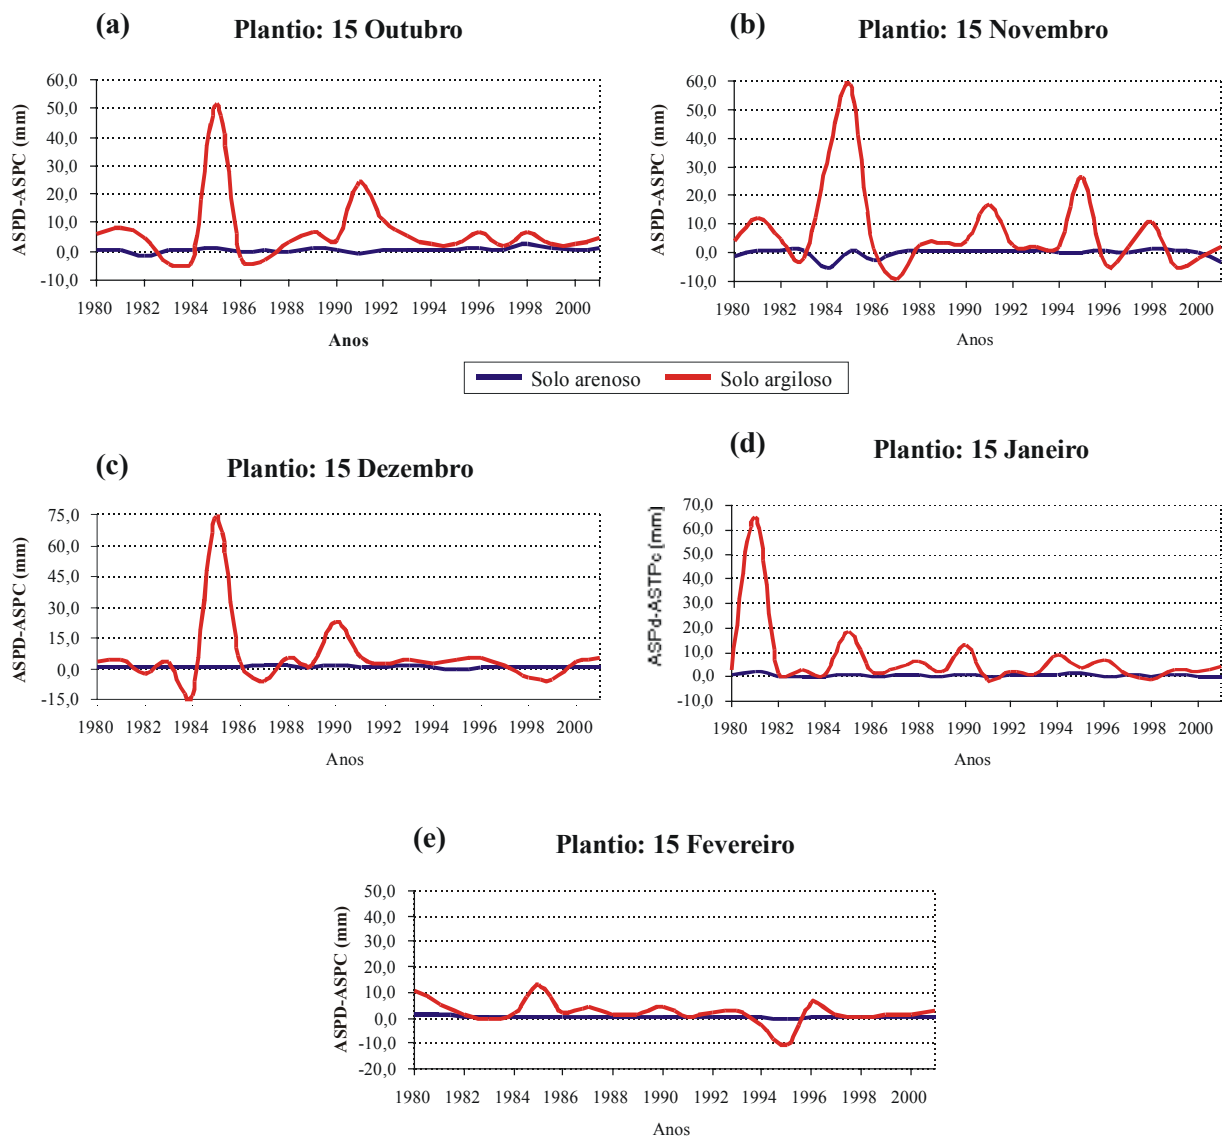 (a)
Plantio: 15 Outubro
ASPD-ASPC (mm)
60,0
50,0
40,0
30,0
20,0
10,0
0,0
-10,0
1980 1982 1984 1986 1988 1990 1992 1994 1996 1998 2000
Anos
(b)
Plantio: 15 Novembro
ASPD-ASPC (mm)
60,0
50,0
40,0
30,0
20,0
10,0
0,0
-10,0
1980 1982 1984 1986 1988 1990 1992 1994 1996 1998 2000
Anos
Solo arenoso Solo argiloso
(c)
Plantio: 15 Dezembro
ASPD-ASPC (mm)
75,0
60,0
45,0
30,0
15,0
0,0
-15,0
1980 1982 1984 1986 1988 1990 1992 1994 1996 1998 2000
Anos
(d)
Plantio: 15 Janeiro
ASPd-ASTPc (mm)
70,0
60,0
50,0
40,0
30,0
20,0
10,0
0,0
-10,0
1980 1982 1984 1986 1988 1990 1992 1994 1996 1998 2000
Anos
(e)
Plantio: 15 Fevereiro
ASPD-ASPC (mm)
50,0
40,0
30,0
20,0
10,0
0,0
-10,0
-20,0
1980 1982 1984 1986 1988 1990 1992 1994 1996 1998 2000
Anos